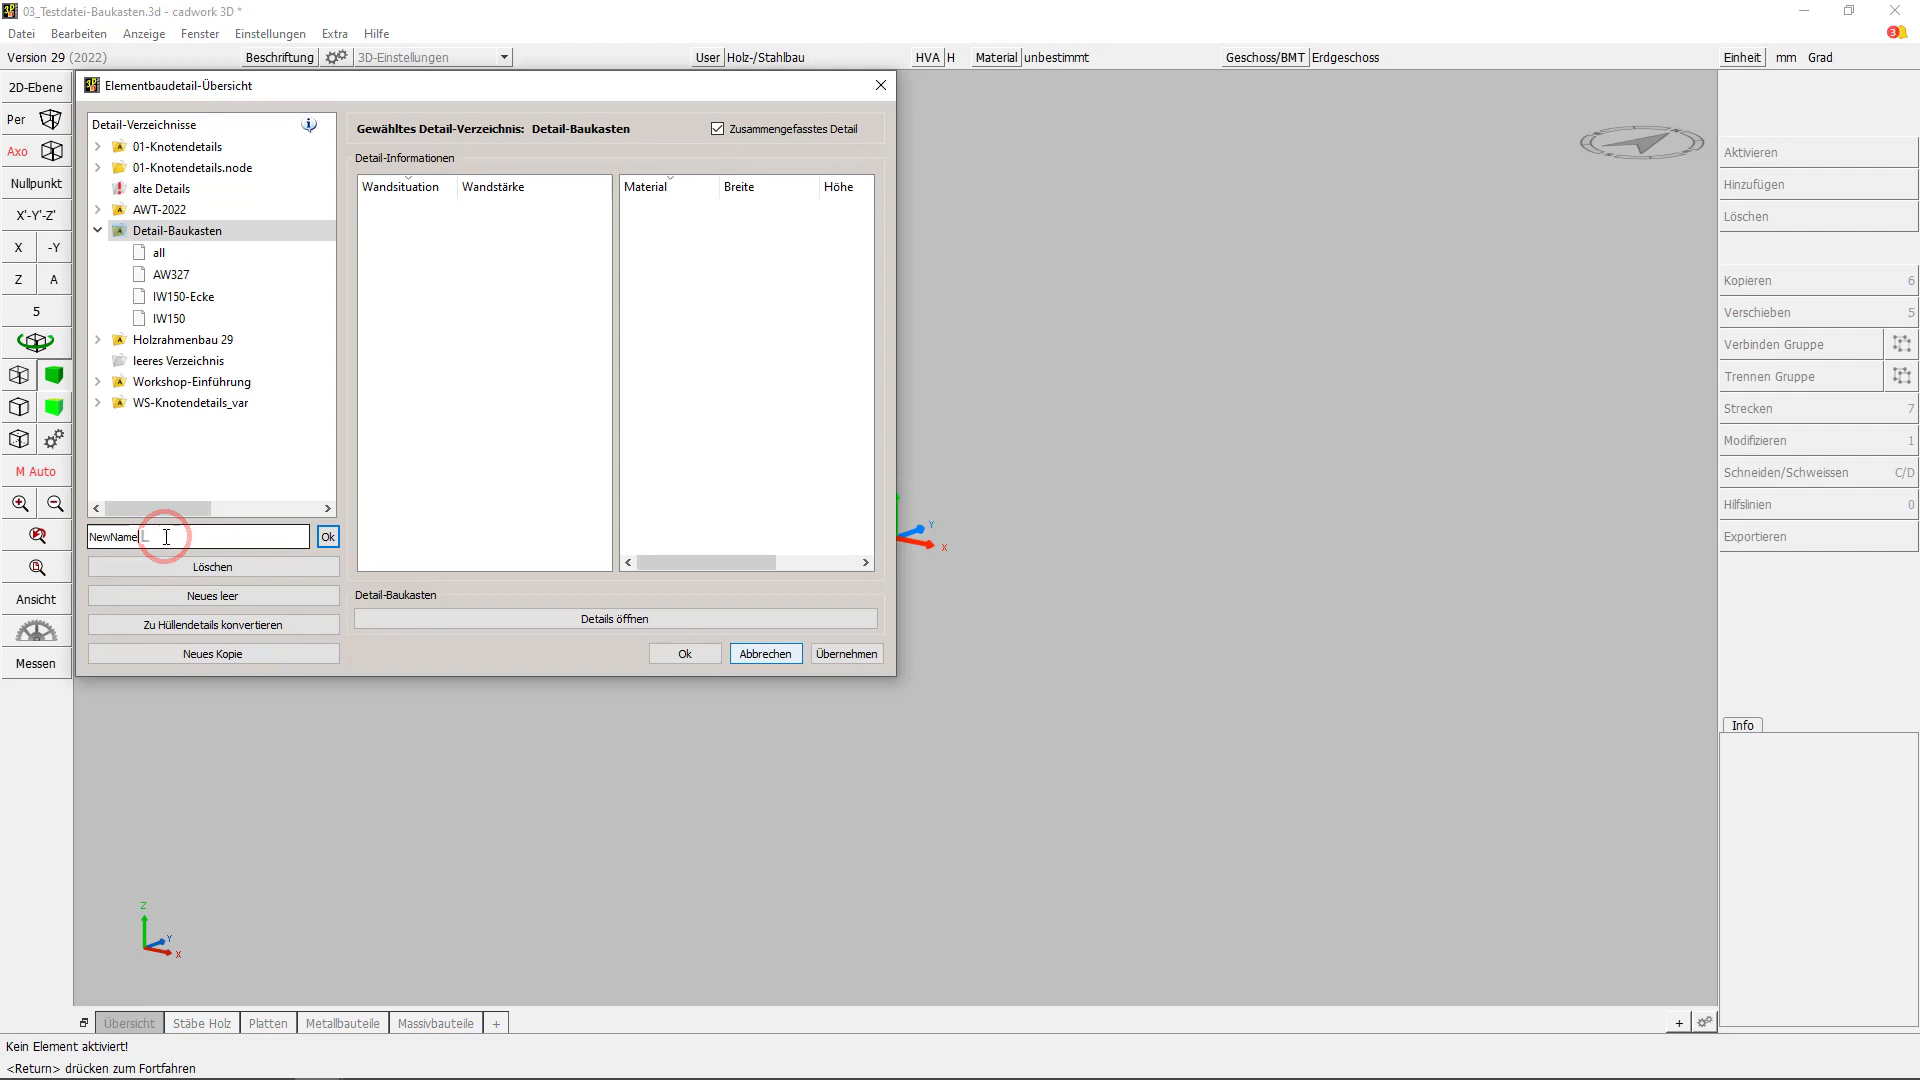 03_Testdatei-Baukasten.3d - cadwork 3D *
Datei Bearbeiten Anzeige Fenster Einstellungen Extra Hilfe
3
Version 29 (2022) Beschriftung 3D-Einstellungen User Holz-/Stahlbau HVA H Material unbestimmt Geschoss/BMT Erdgeschoss Einheit mm Grad
2D-Ebene
Per
Axo
Nullpunkt
X'-Y'-Z'
X -Y
Z A
5
M Auto
Ansicht
Messen
Elementbaudetail-Übersicht
Detail-Verzeichnisse
01-Knotendetails
01-Knotendetails.node
alte Details
AWT-2022
Detail-Baukasten
all
AW327
IW150-Ecke
IW150
Holzrahmenbau 29
leeres Verzeichnis
Workshop-Einführung
WS-Knotendetails_var
NewName Ok
Löschen
Neues leer
Zu Hüllendetails konvertieren
Neues Kopie
Gewähltes Detail-Verzeichnis: Detail-Baukasten Zusammengefasstes Detail
Detail-Informationen
Wandsituation Wandstärke Material Breite Höhe
Detail-Baukasten
Details öffnen
Ok Abbrechen Übernehmen
Y
X
Z
Y
X
Aktivieren
Hinzufügen
Löschen
Kopieren 6
Verschieben 5
Verbinden Gruppe
Trennen Gruppe
Strecken 7
Modifizieren 1
Schneiden/Schweissen C/D
Hilfslinien 0
Exportieren
Info
Übersicht Stäbe Holz Platten Metallbauteile Massivbauteile + +
Kein Element aktiviert!
<Return> drücken zum Fortfahren